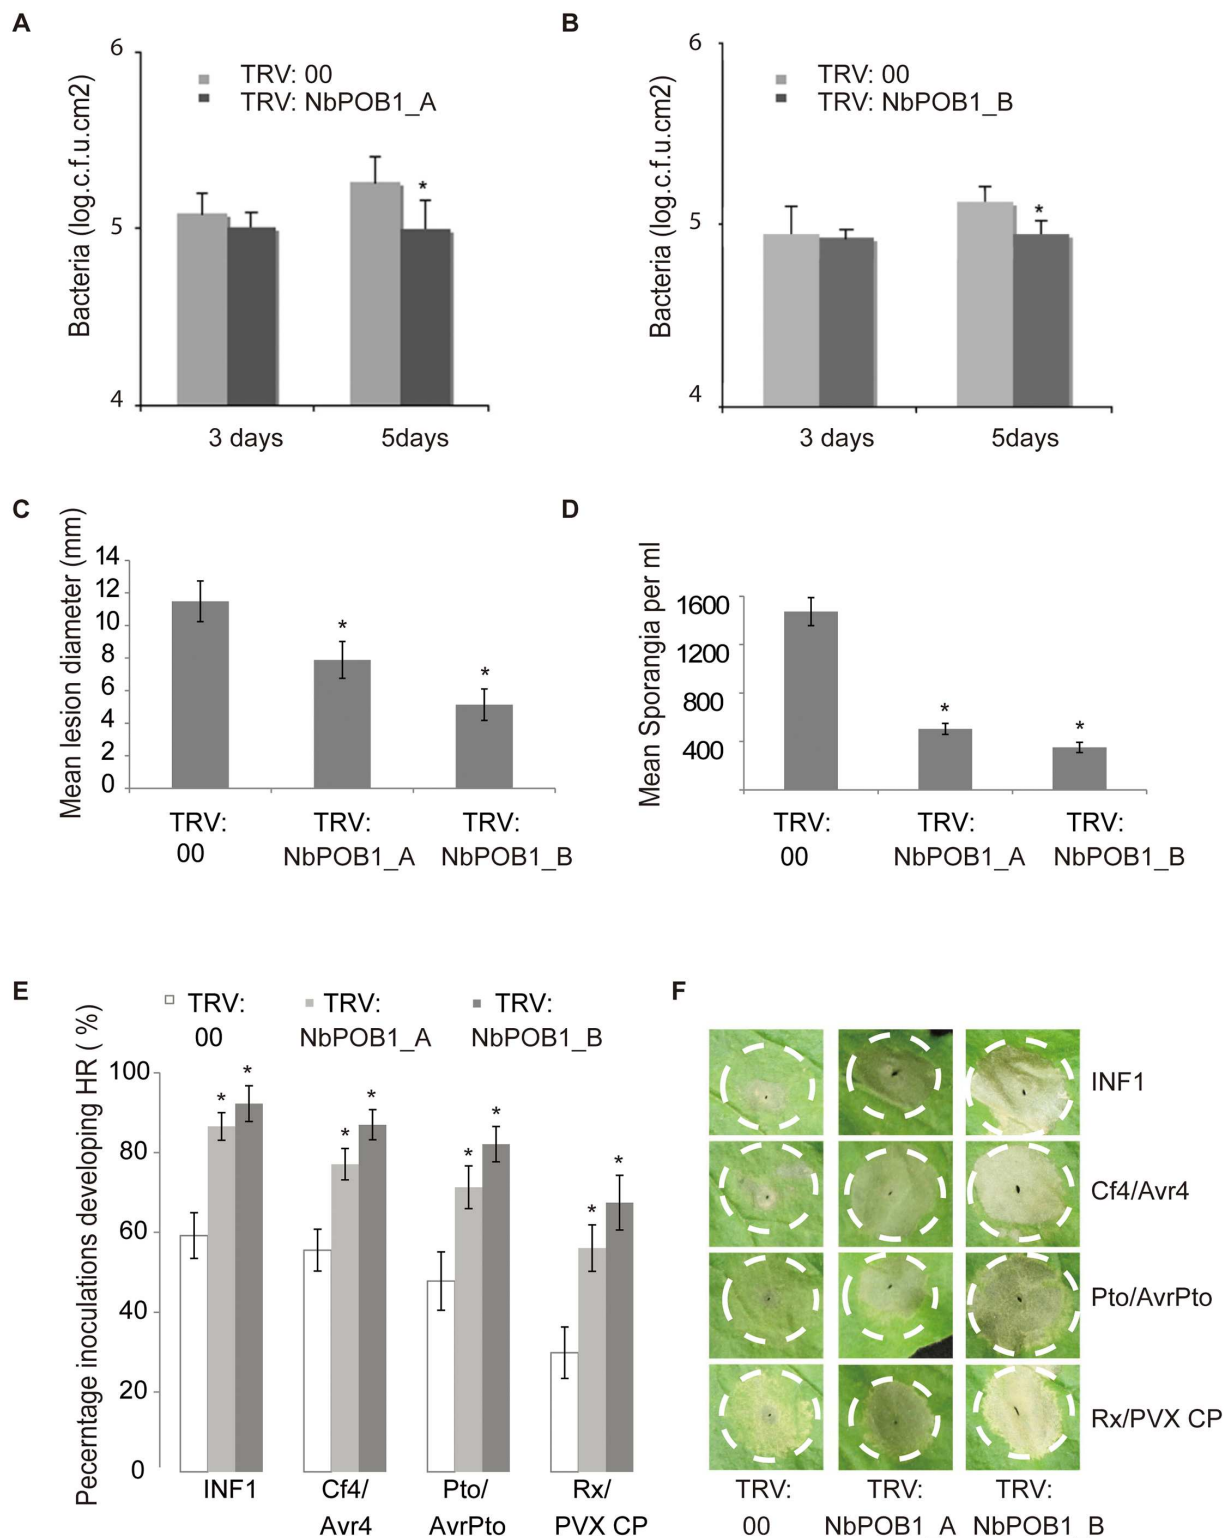 A
6
TRV: 00
TRV: NbPOB1_A
5
4
Bacteria (log.c.f.u.cm2)
3 days 5days
B
6
TRV: 00
TRV: NbPOB1_B
5
4
Bacteria (log.c.f.u.cm2)
3 days 5days
*
*
C
Mean lesion diameter (mm)
14
12
10
8
6
4
2
0
*
*
TRV: TRV: TRV:
00 NbPOB1_A NbPOB1_B
D
Mean Sporangia per ml
1600
1200
800
400
*
*
TRV: TRV: TRV:
00 NbPOB1_A NbPOB1_B
E
TRV: TRV: TRV:
00 NbPOB1_A NbPOB1_B
Pecerntage inoculations developing HR ( %)
100
80
60
40
20
0
* * * * * * * *
INF1 Cf4/ Pto/ Rx/
Avr4 AvrPto PVX CP
F
INF1
Cf4/Avr4
Pto/AvrPto
Rx/PVX CP
TRV: TRV: TRV:
00 NbPOB1_A NbPOB1_B